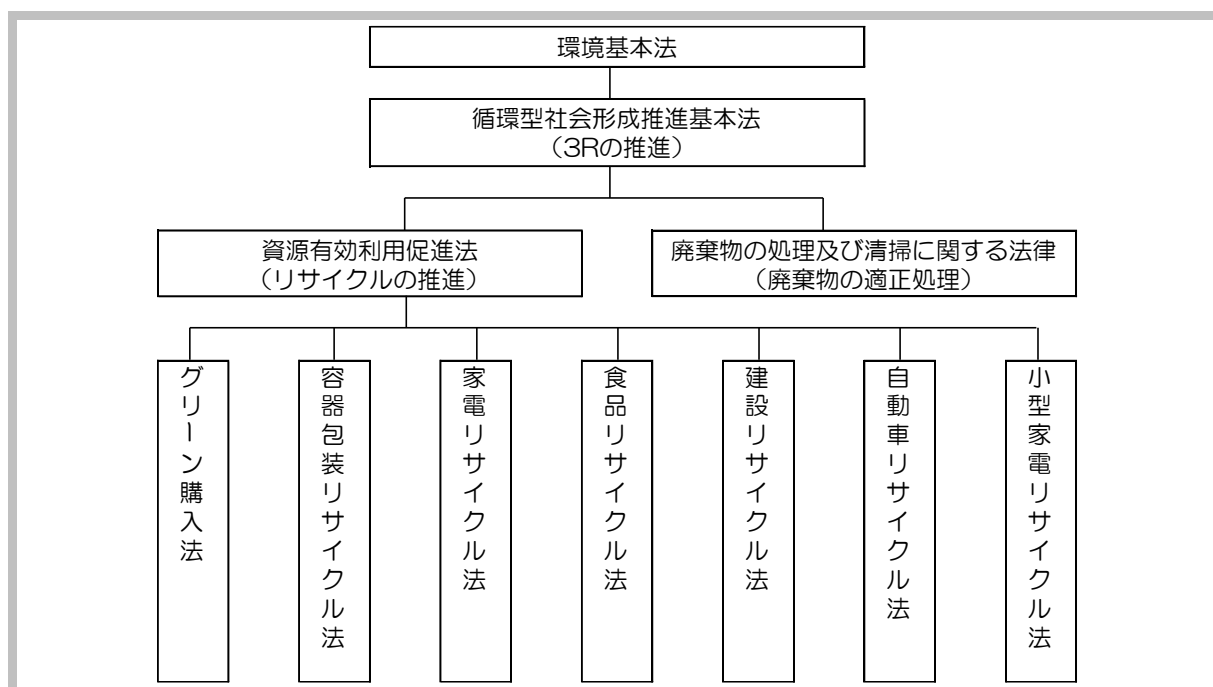 環境基本法
循環型社会形成推進基本法
（3Rの推進）
資源有効利用促進法
（リサイクルの推進）
廃棄物の処理及び清掃に関する法律
（廃棄物の適正処理）
グリーン購入法
容器包装リサイクル法
家電リサイクル法
食品リサイクル法
建設リサイクル法
自動車リサイクル法
小型家電リサイクル法